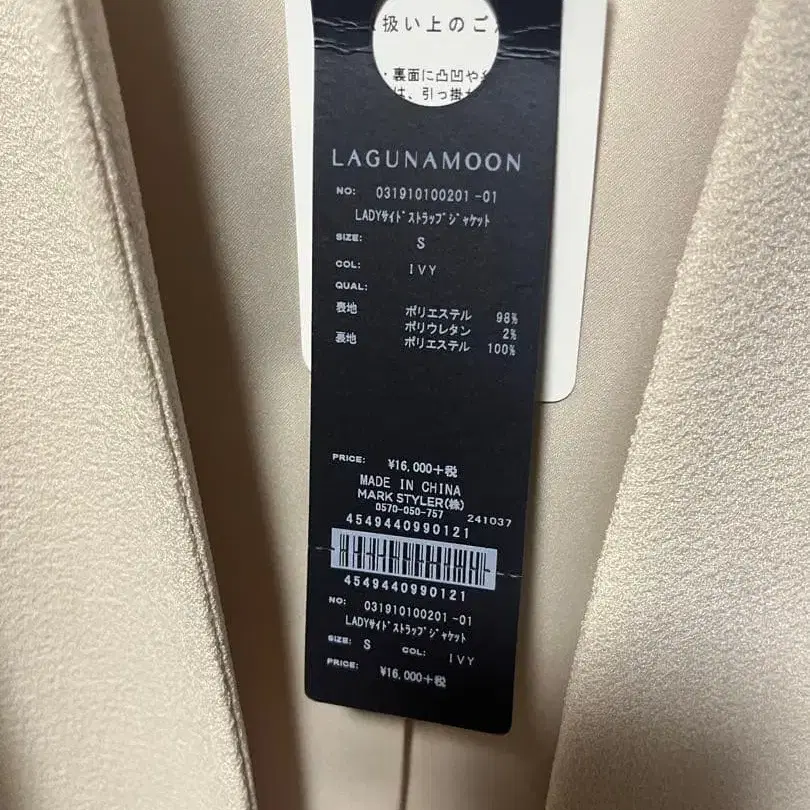 扱い上のご
・裏面に凸凹や
は、引っ掛
LAGUNAMOON
NO: 031910100201-01
LADYｻｲﾄﾞｽﾄﾗｯﾌﾟｼﾞｬｹｯﾄ
SIZE: S
COL: IVY
QUAL:
表地 ポリエステル 98%
ポリウレタン 2%
裏地 ポリエステル 100%
PRICE: ¥16,000+税
MADE IN CHINA
MARK STYLER(株)
0570-050-757 241037
4549440990121
4549440990121
NO: 031910100201-01
LADYｻｲﾄﾞｽﾄﾗｯﾌﾟｼﾞｬｹｯﾄ
SIZE: S COL: IVY
PRICE: ¥16,000+税